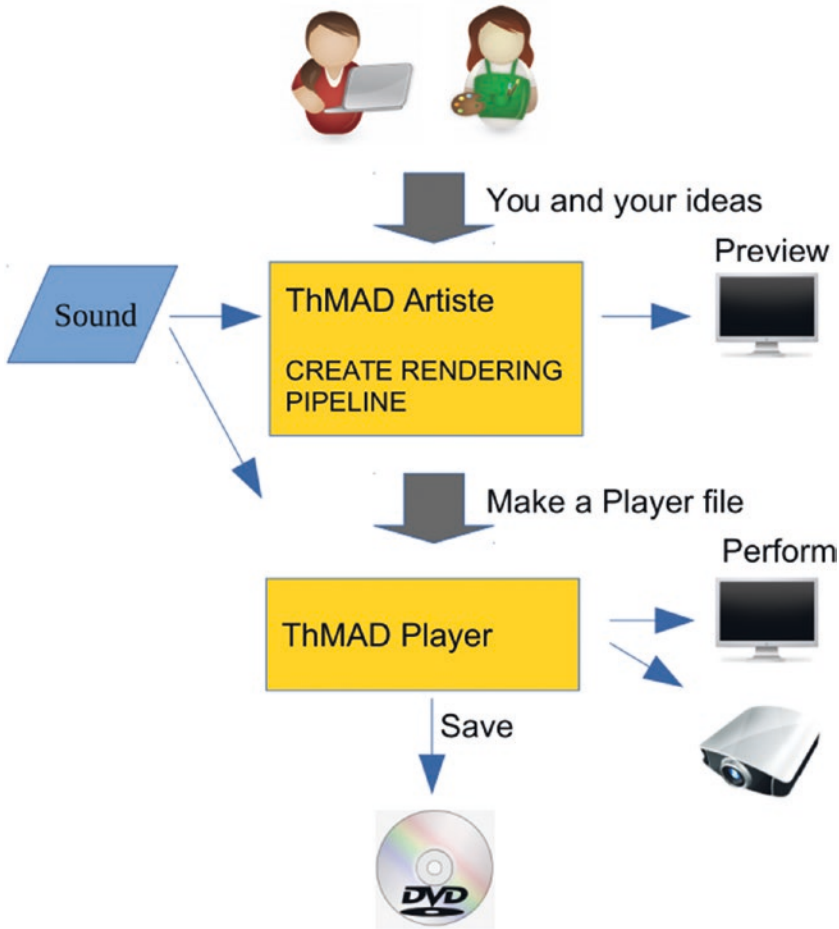 You and your ideas
Preview
Sound
ThMAD Artiste
CREATE RENDERING
PIPELINE
Make a Player file
Perform
ThMAD Player
Save
DVD